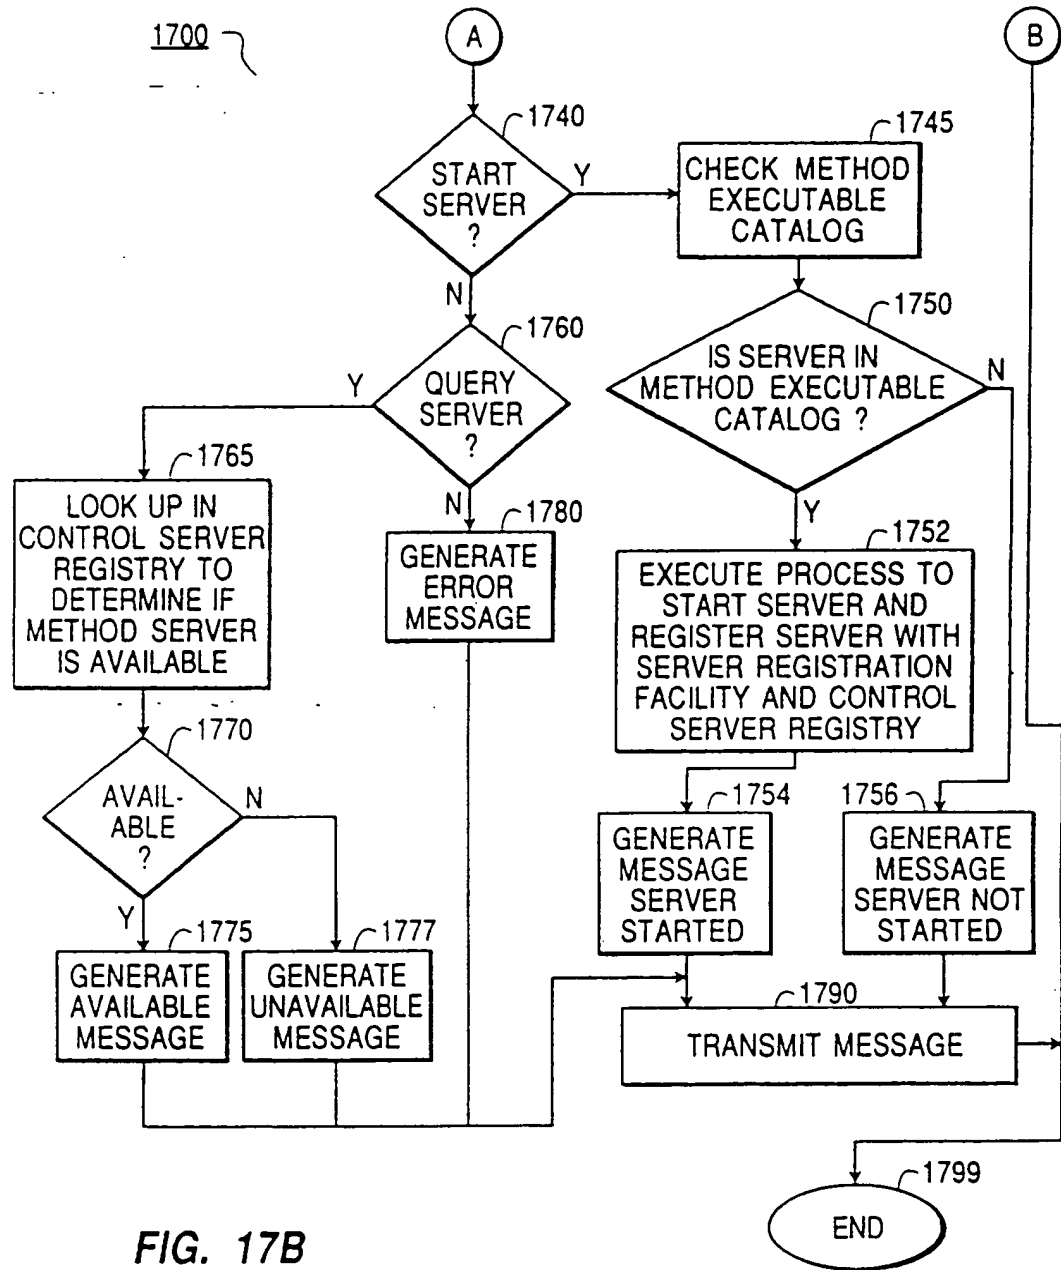 1700
A
B
1740
START
SERVER
?
Y
N
1745
CHECK METHOD
EXECUTABLE
CATALOG
1750
IS SERVER IN
METHOD EXECUTABLE
CATALOG ?
N
Y
1760
QUERY
SERVER
?
Y
N
1765
LOOK UP IN
CONTROL SERVER
REGISTRY TO
DETERMINE IF
METHOD SERVER
IS AVAILABLE
1780
GENERATE
ERROR
MESSAGE
1752
EXECUTE PROCESS TO
START SERVER AND
REGISTER SERVER WITH
SERVER REGISTRATION
FACILITY AND CONTROL
SERVER REGISTRY
1770
AVAIL-
ABLE
?
N
Y
1754
GENERATE
MESSAGE
SERVER
STARTED
1756
GENERATE
MESSAGE
SERVER NOT
STARTED
1775
GENERATE
AVAILABLE
MESSAGE
1777
GENERATE
UNAVAILABLE
MESSAGE
1790
TRANSMIT MESSAGE
1799
END
FIG. 17B